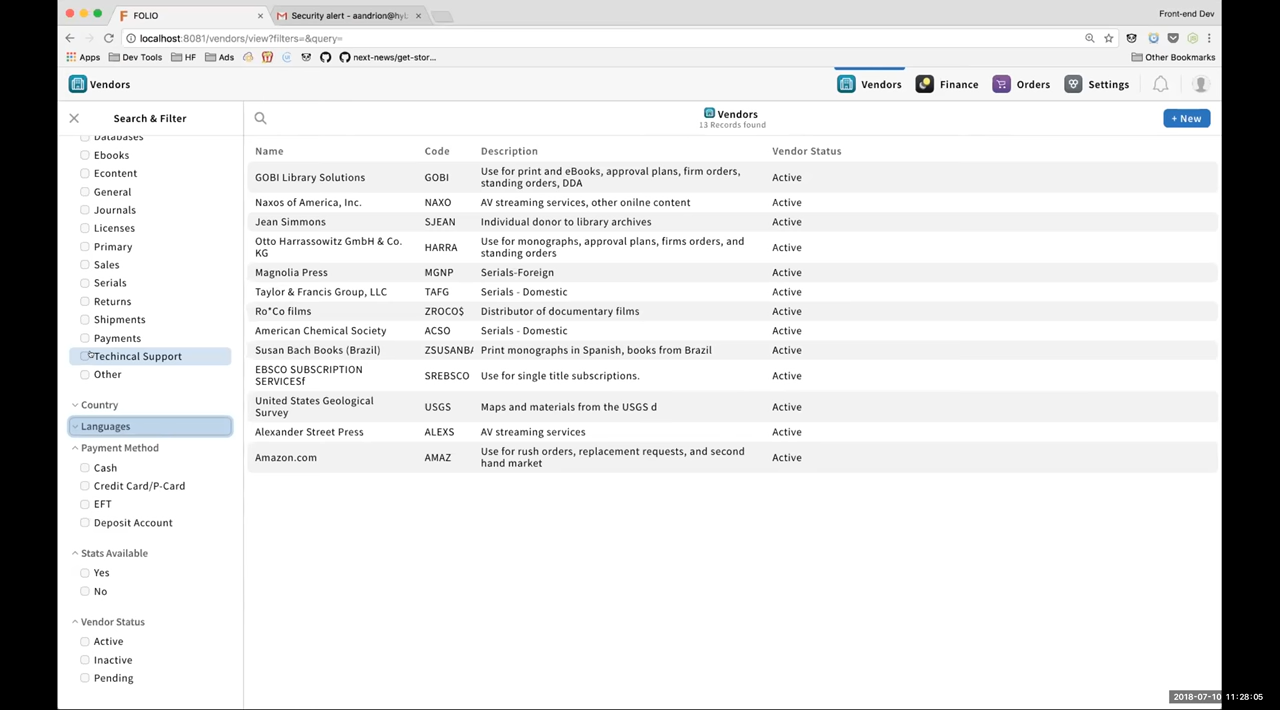 FOLIO
Security alert - aandrion@hyb
Front-end Dev
localhost:8081/vendors/view?filters=&query=
Apps
Dev Tools
HF
Ads
next-news/get-stor...
Other Bookmarks
Vendors
Vendors
Finance
Orders
Settings
Search & Filter
Vendors
13 Records found
+ New
Databases
Ebooks
Econtent
General
Journals
Licenses
Primary
Sales
Serials
Returns
Shipments
Payments
Techincal Support
Other
Country
Languages
Payment Method
Cash
Credit Card/P-Card
EFT
Deposit Account
Stats Available
Yes
No
Vendor Status
Active
Inactive
Pending
Name Code Description Vendor Status
GOBI Library Solutions GOBI Use for print and eBooks, approval plans, firm orders, Active
standing orders, DDA
Naxos of America, Inc. NAXO AV streaming services, other onilne content Active
Jean Simmons SJEAN Individual donor to library archives Active
Otto Harrassowitz GmbH & Co. HARRA Use for monographs, approval plans, firms orders, and Active
KG standing orders
Magnolia Press MGNP Serials-Foreign Active
Taylor & Francis Group, LLC TAFG Serials - Domestic Active
Ro*Co films ZROCO$ Distributor of documentary films Active
American Chemical Society ACSO Serials - Domestic Active
Susan Bach Books (Brazil) ZSUSANBA Print monographs in Spanish, books from Brazil Active
EBSCO SUBSCRIPTION SREBSCO Use for single title subscriptions. Active
SERVICESf
United States Geological USGS Maps and materials from the USGS d Active
Survey
Alexander Street Press ALEXS AV streaming services Active
Amazon.com AMAZ Use for rush orders, replacement requests, and second Active
hand market
2018-07-10 11:28:05